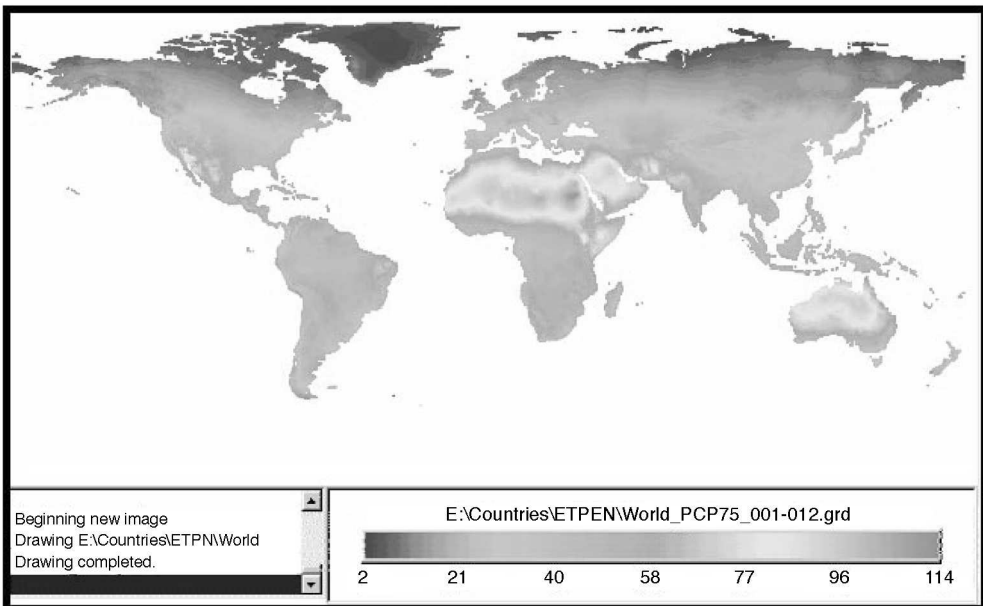 Beginning new image
Drawing E:\Countries\ETPN\World
Drawing completed.
E:\Countries\ETPEN\World_PCP75_001-012.grd
2 21 40 58 77 96 114